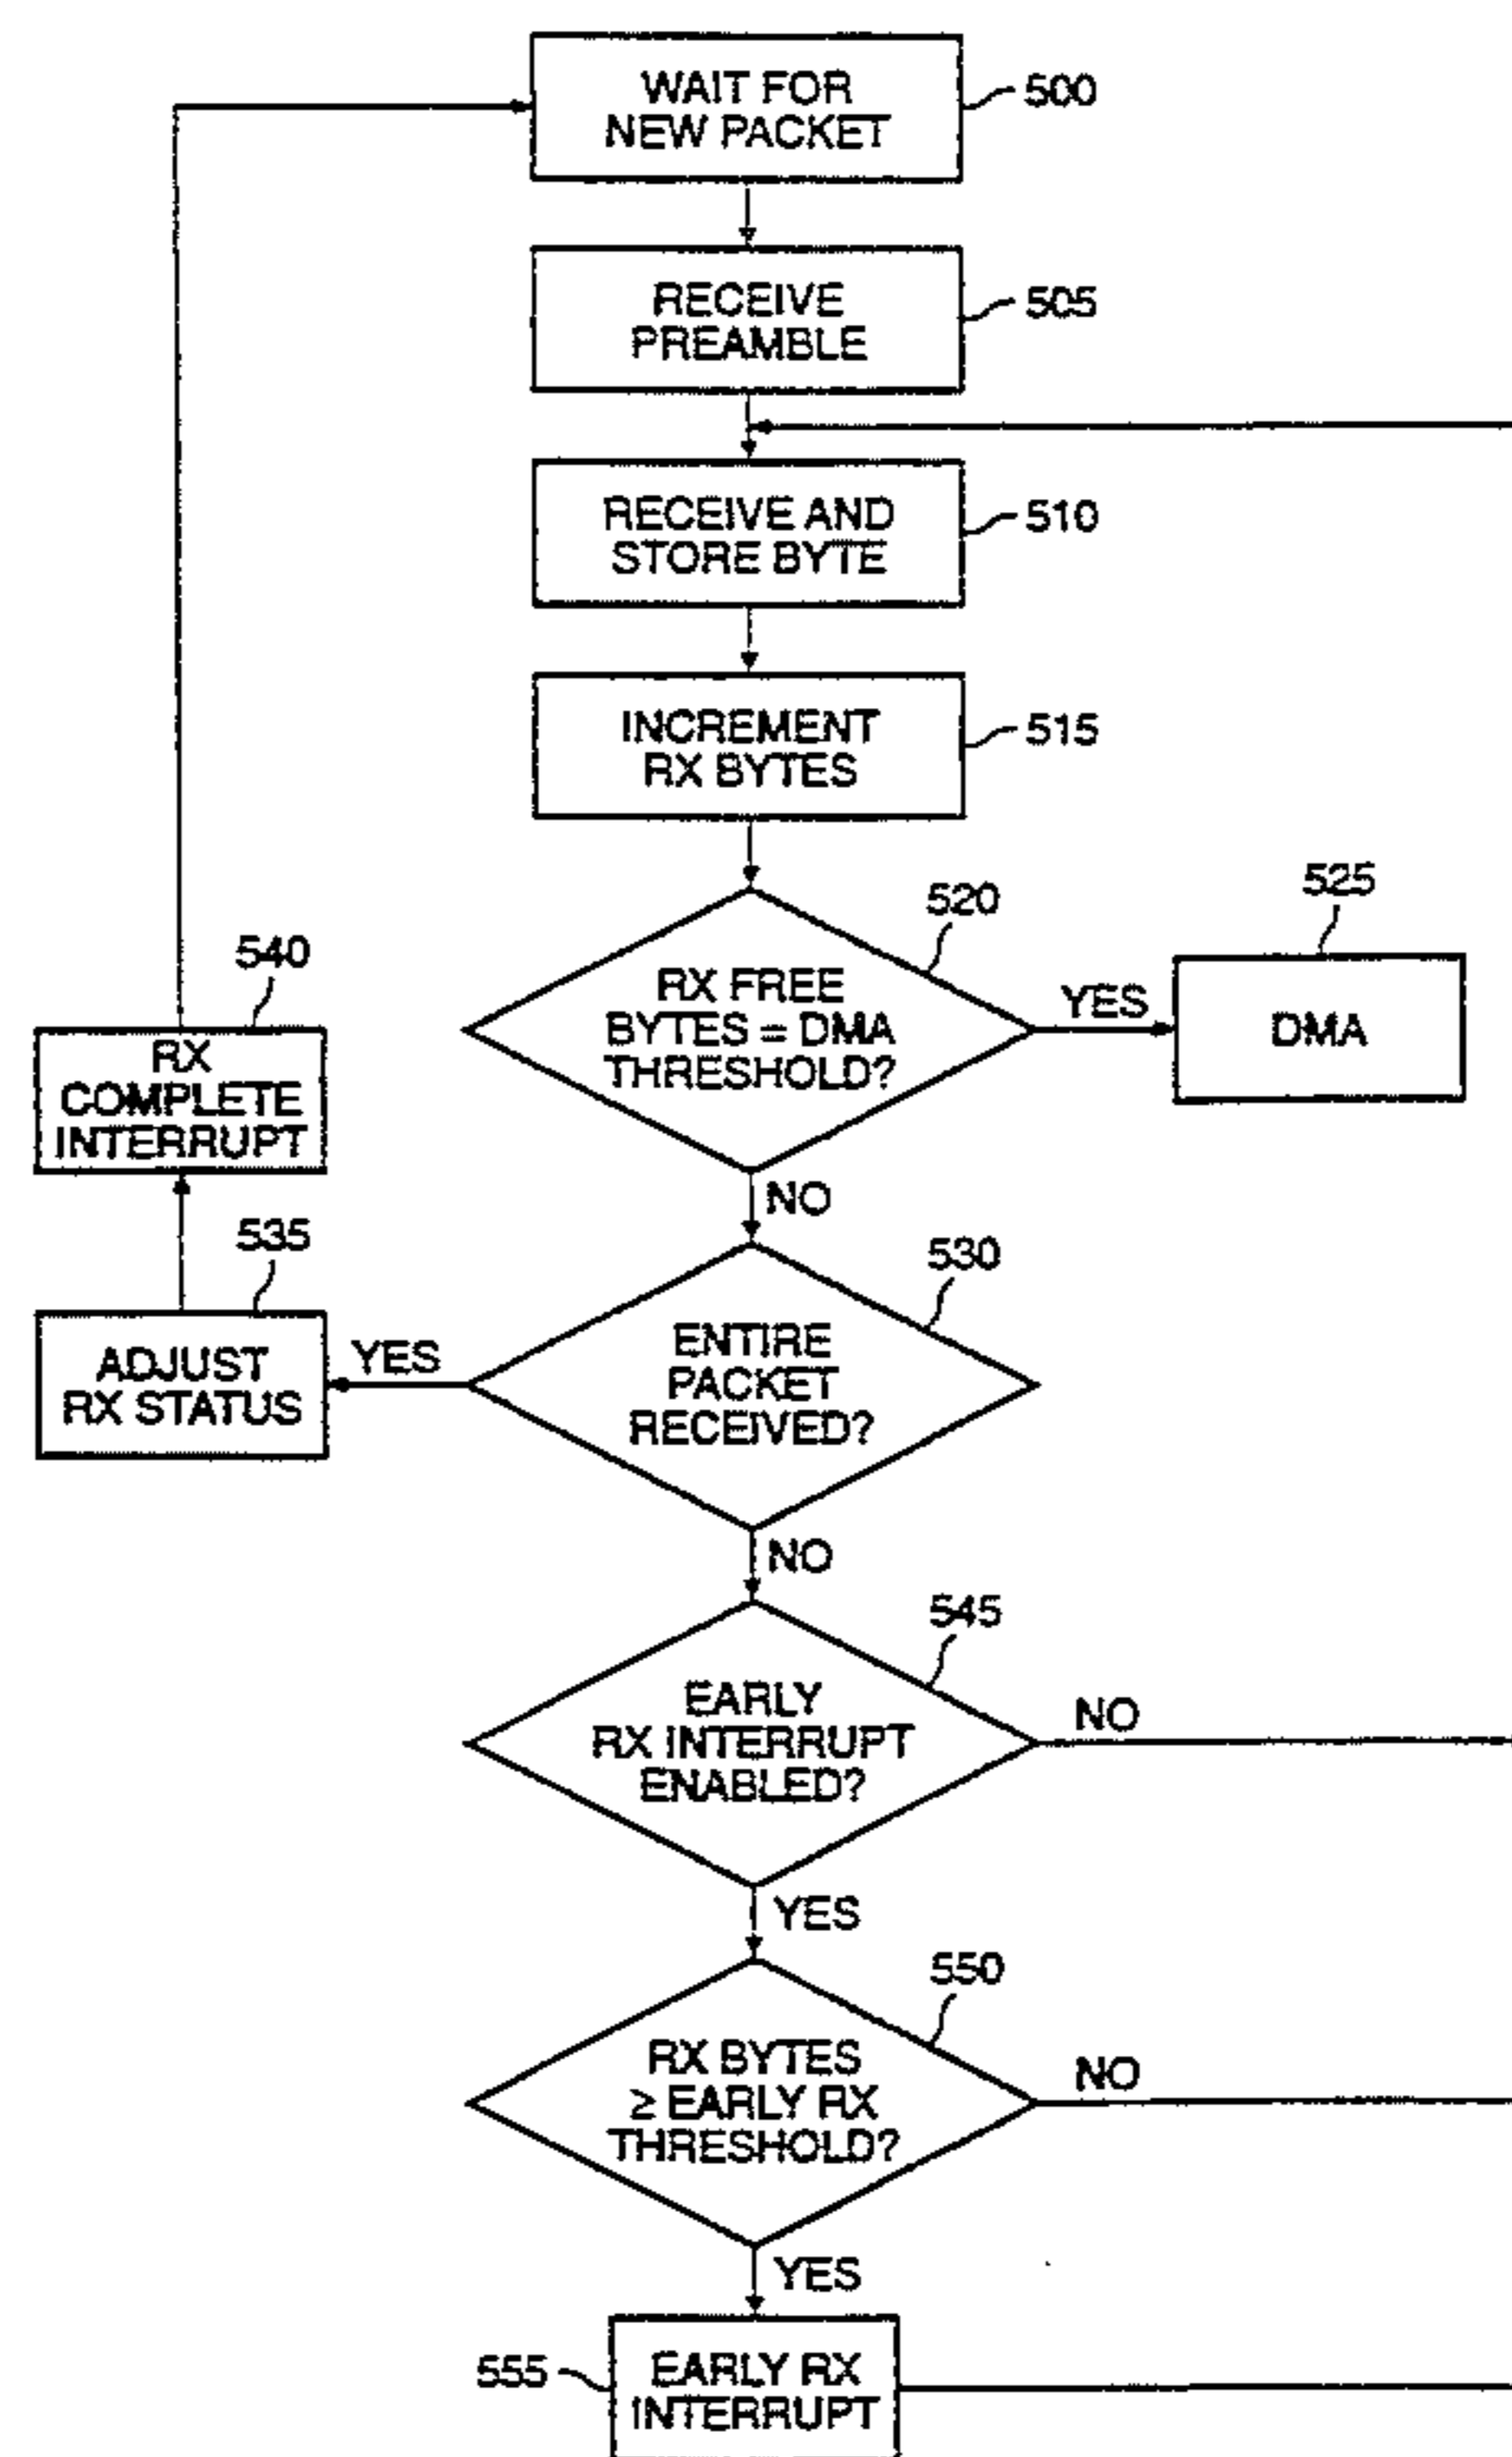 WAIT FOR
NEW PACKET
500
RECEIVE
PREAMBLE
505
RECEIVE AND
STORE BYTE
510
INCREMENT
RX BYTES
515
520
RX FREE
BYTES = DMA
THRESHOLD?
YES
525
DMA
NO
540
RX
COMPLETE
INTERRUPT
535
ADJUST
RX STATUS
YES
530
ENTIRE
PACKET
RECEIVED?
NO
545
EARLY
RX INTERRUPT
ENABLED?
NO
YES
550
RX BYTES
≥ EARLY RX
THRESHOLD?
NO
YES
555
EARLY RX
INTERRUPT